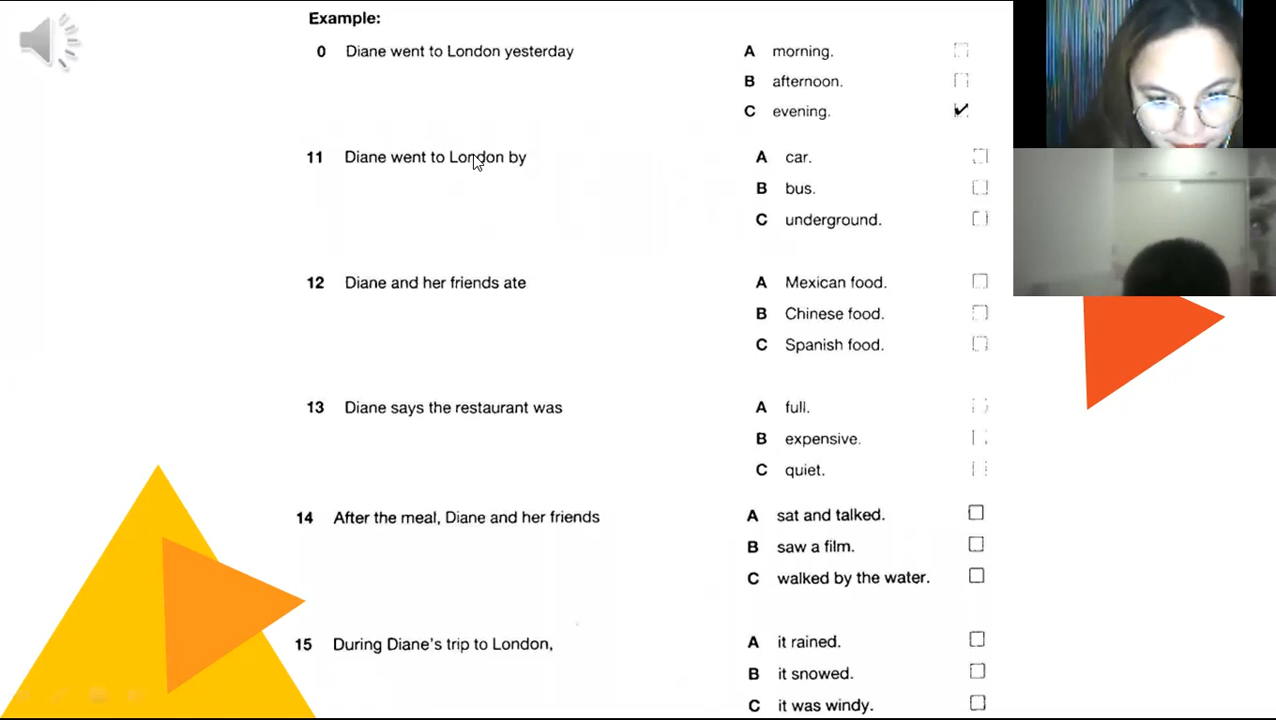 Example:
0 Diane went to London yesterday
A morning.
B afternoon.
C evening.
11 Diane went to London by
A car.
B bus.
C underground.
12 Diane and her friends ate
A Mexican food.
B Chinese food.
C Spanish food.
13 Diane says the restaurant was
A full.
B expensive.
C quiet.
14 After the meal, Diane and her friends
A sat and talked.
B saw a film.
C walked by the water.
15 During Diane's trip to London,
A it rained.
B it snowed.
C it was windy.